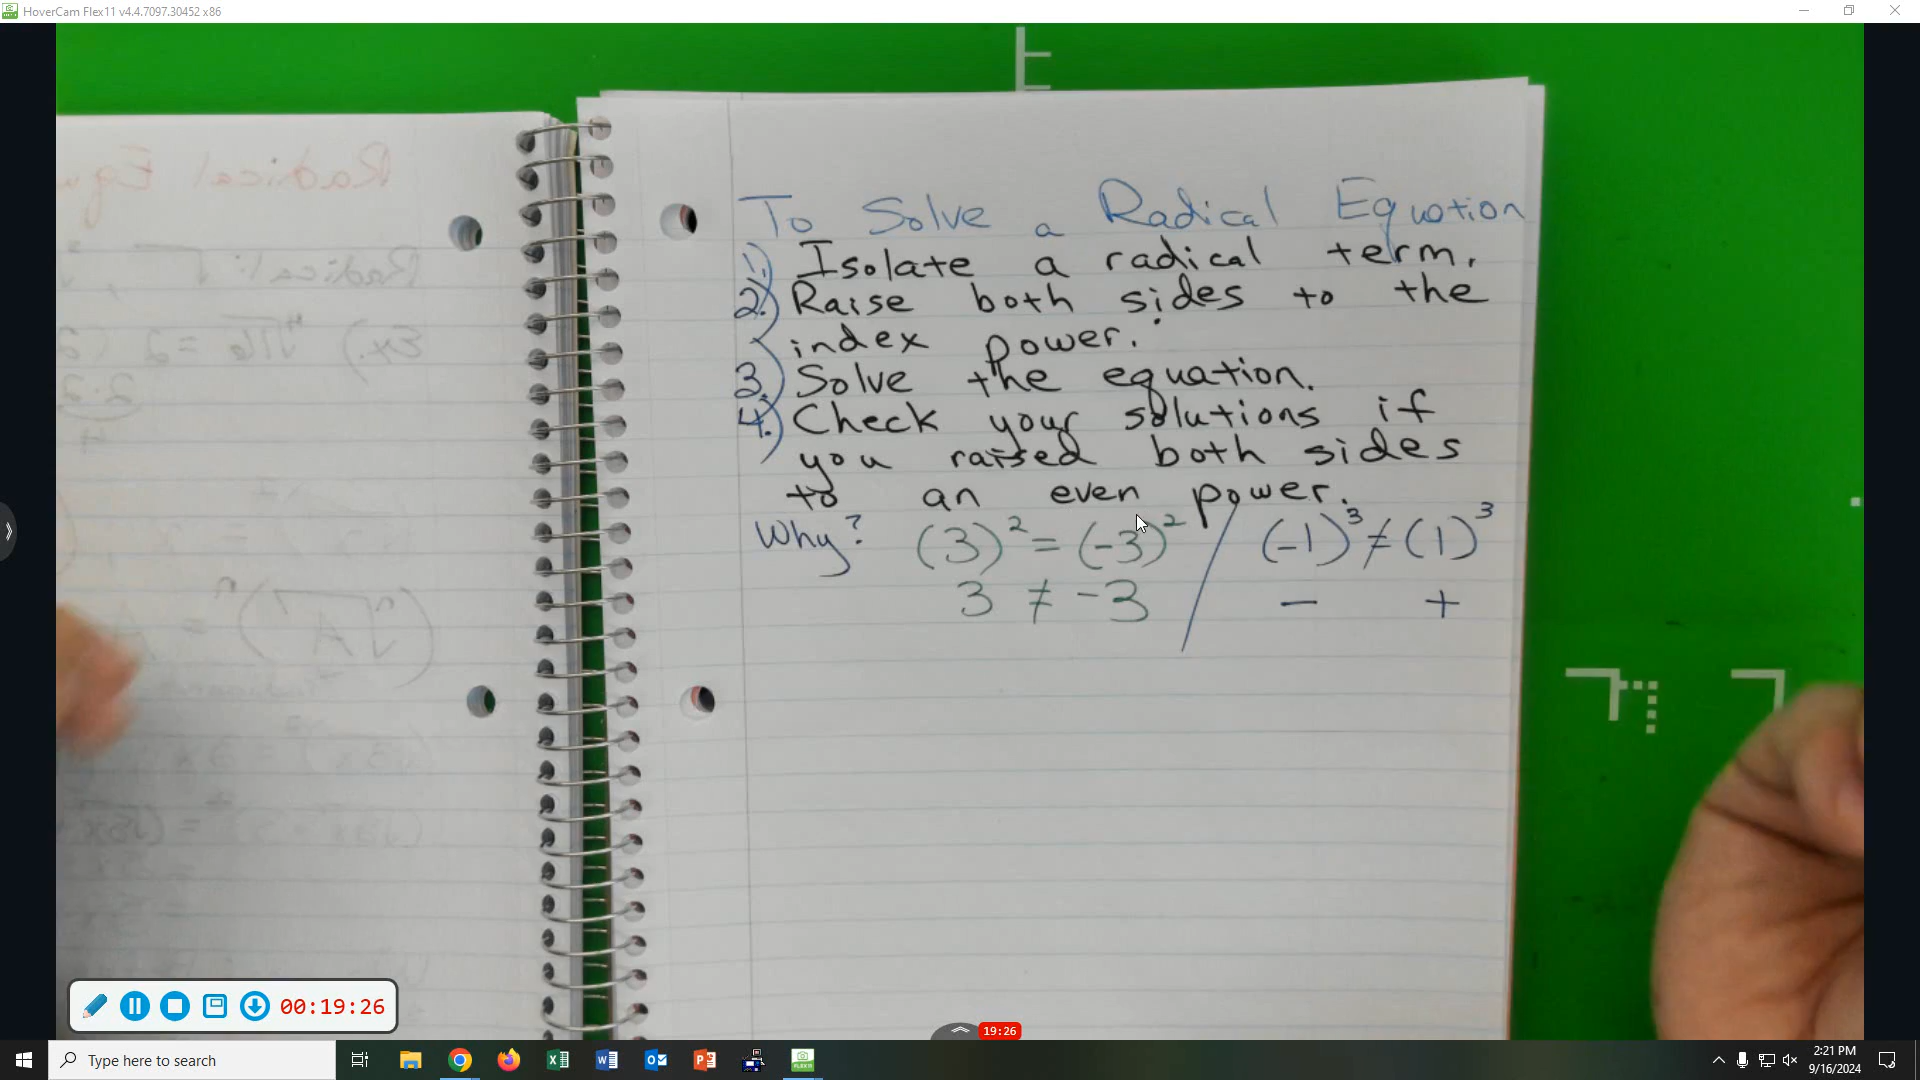 HoverCam Flex11 v4.4.7097.30452 x86
To Solve a Radical Equation
1.) Isolate a radical term.
2.) Raise both sides to the
index power.
3.) Solve the equation.
4.) Check your solutions if
you raised both sides
to an even power.
Why? (3)² = (-3)² / (-1)³ ≠ (1)³
3 ≠ -3 - +
00:19:26
19:26
Type here to search
2:21 PM
9/16/2024